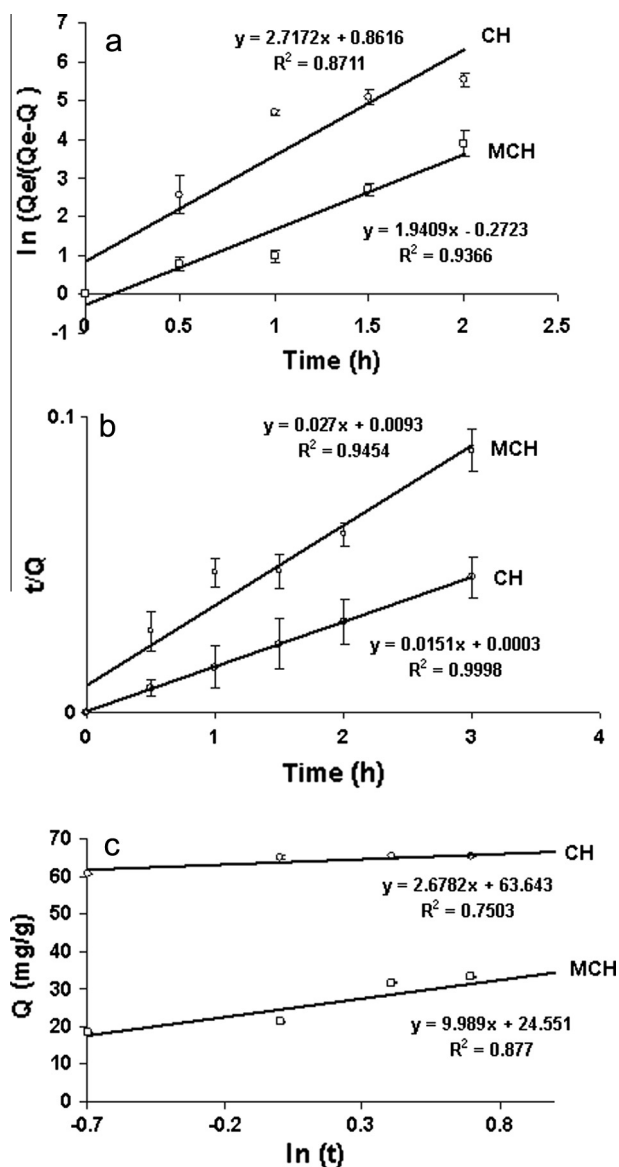 a
7
6
5
4
3
2
1
0
-1
ln (Qe/(Qe-Q)
y = 2.7172x + 0.8616
R² = 0.8711
CH
MCH
y = 1.9409x - 0.2723
R² = 0.9366
0 0.5 1 1.5 2 2.5
Time (h)
b
0.1
0
t/Q
y = 0.027x + 0.0093
R² = 0.9454
MCH
CH
y = 0.0151x + 0.0003
R² = 0.9998
0 1 2 3 4
Time (h)
c
70
60
50
40
30
20
10
0
Q (mg/g)
CH
y = 2.6782x + 63.643
R² = 0.7503
MCH
y = 9.989x + 24.551
R² = 0.877
-0.7 -0.2 0.3 0.8
ln (t)